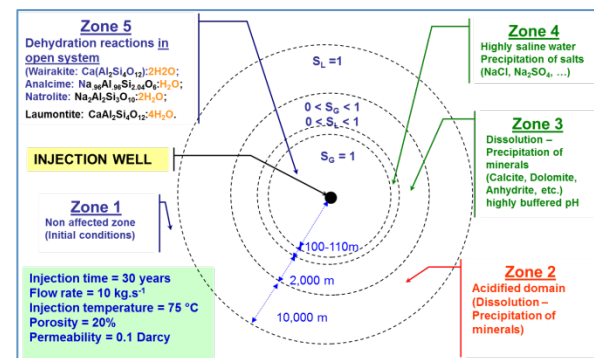 Zone 5
Dehydration reactions in
open system
(Wairakite: Ca(Al2Si4O12):2H2O;
Analcime: Na.96Al.96Si2.04O6:H2O;
Natrolite: Na2Al2Si3O10:2H2O;
Laumontite: CaAl2Si4O12:4H2O.
INJECTION WELL
Zone 1
Non affected zone
(Initial conditions)
Injection time = 30 years
Flow rate = 10 kg.s-1
Injection temperature = 75 °C
Porosity = 20%
Permeability = 0.1 Darcy
SL =1
0 < SG < 1
0 < SL < 1
SG = 1
100-110m
2,000 m
10,000 m
Zone 4
Highly saline water
Precipitation of salts
(NaCl, Na2SO4, ...)
Zone 3
Dissolution –
Precipitation of
minerals
(Calcite, Dolomite,
Anhydrite, etc.)
highly buffered pH
Zone 2
Acidified domain
(Dissolution –
Precipitation of
minerals)